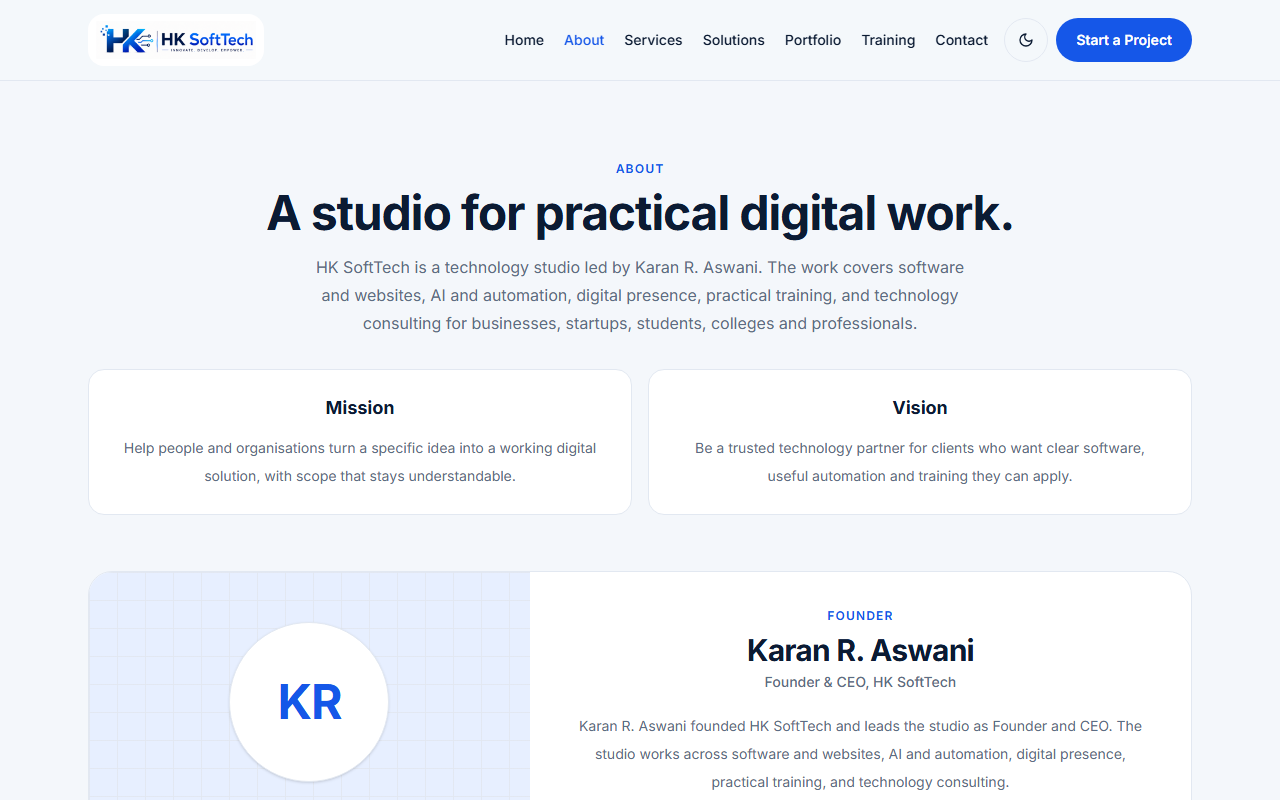 HK SoftTech
INNOVATE. DEVELOP. EMPOWER.
Home
About
Services
Solutions
Portfolio
Training
Contact
Start a Project
ABOUT
A studio for practical digital work.
HK SoftTech is a technology studio led by Karan R. Aswani. The work covers software
and websites, AI and automation, digital presence, practical training, and technology
consulting for businesses, startups, students, colleges and professionals.
Mission
Help people and organisations turn a specific idea into a working digital
solution, with scope that stays understandable.
Vision
Be a trusted technology partner for clients who want clear software,
useful automation and training they can apply.
KR
FOUNDER
Karan R. Aswani
Founder & CEO, HK SoftTech
Karan R. Aswani founded HK SoftTech and leads the studio as Founder and CEO. The
studio works across software and websites, AI and automation, digital presence,
practical training, and technology consulting.